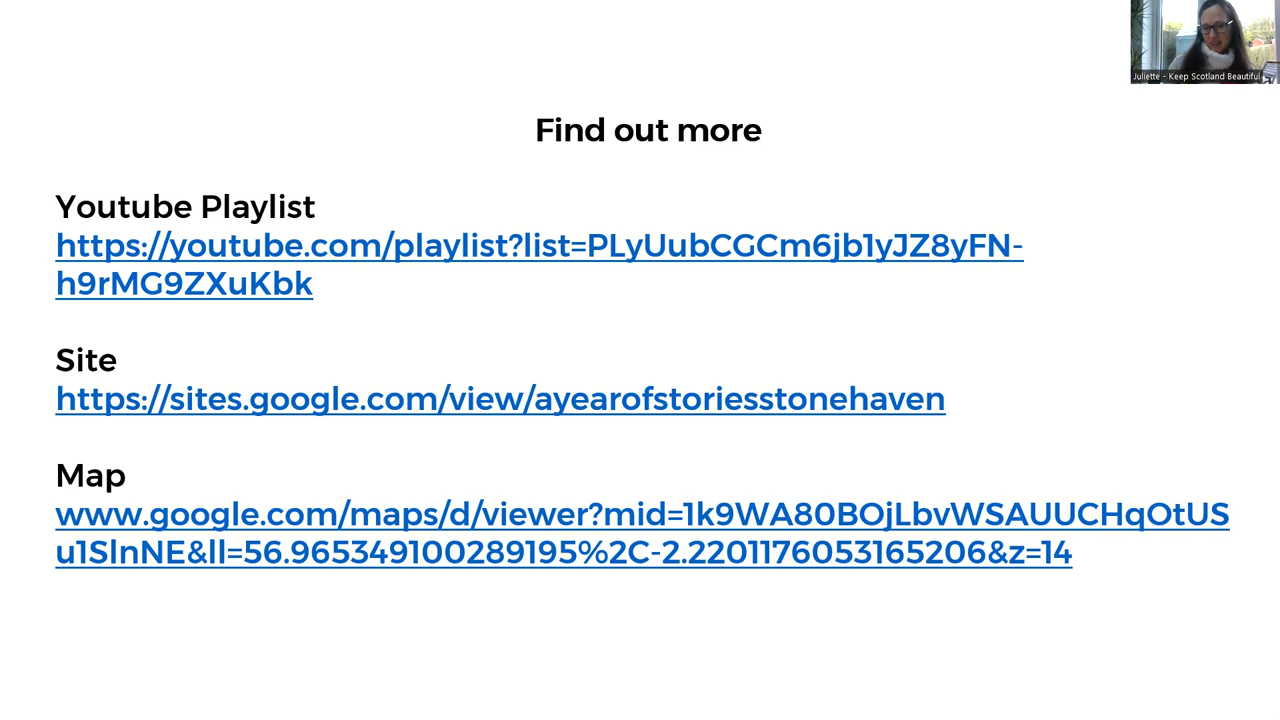 Juliette - Keep Scotland Beautiful
Find out more
Youtube Playlist
https://youtube.com/playlist?list=PLyUubCGCm6jb1yJZ8yFN-
h9rMG9ZXuKbk
Site
https://sites.google.com/view/ayearofstoriesstonehaven
Map
www.google.com/maps/d/viewer?mid=1k9WA80BOjLbvWSAUUCHqOtUS
u1SlnNE&ll=56.965349100289195%2C-2.2201176053165206&z=14